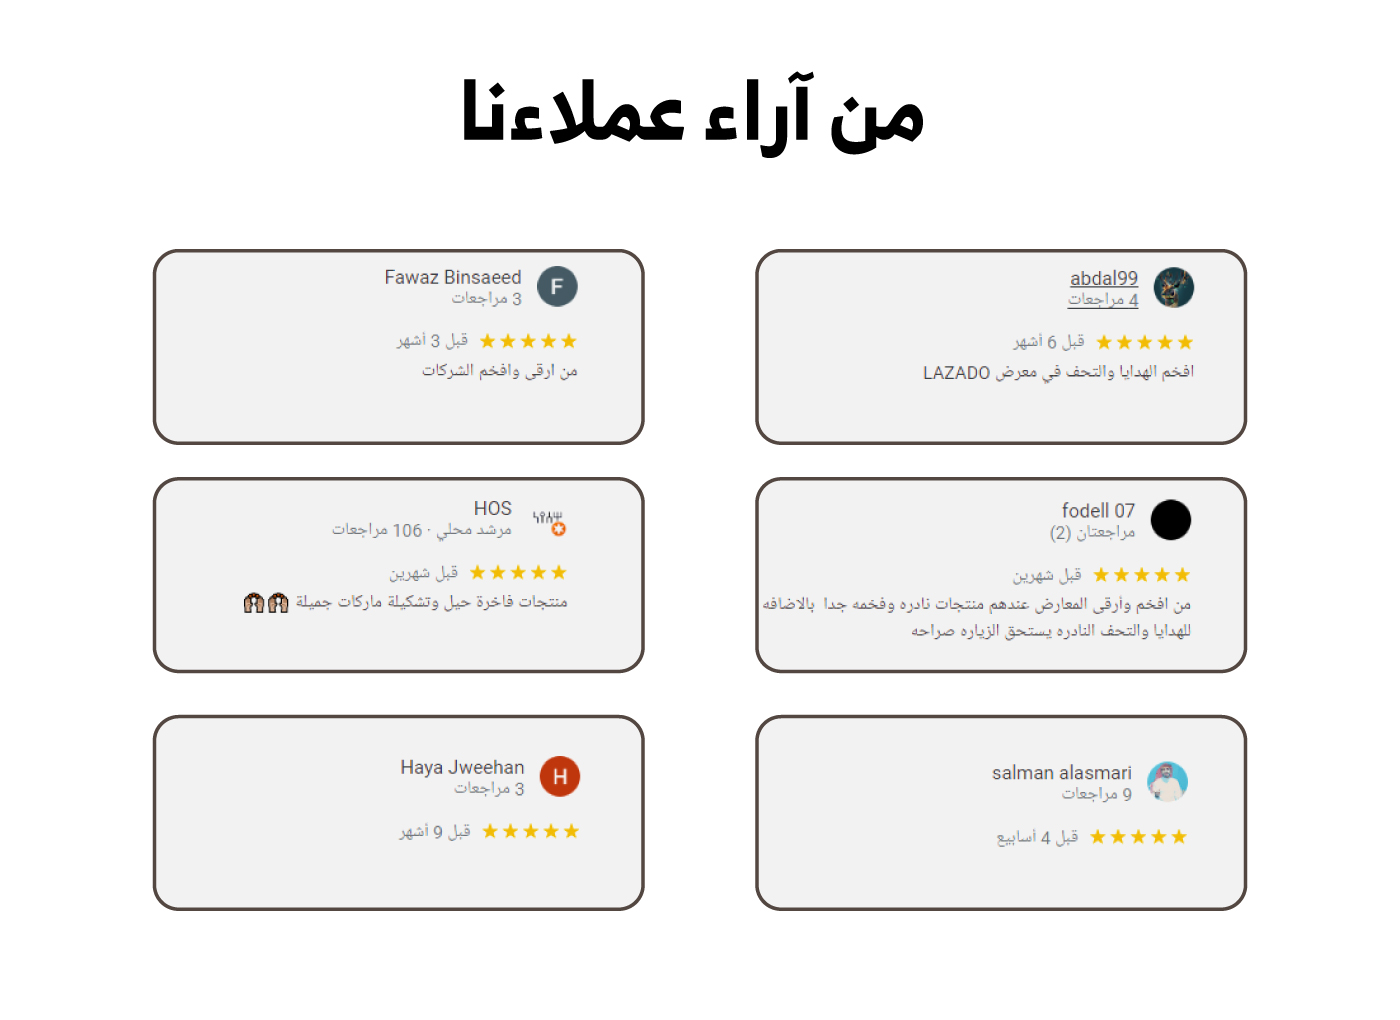 من آراء عملاءنا
abdal99
4 مراجعات
قبل 6 أشهر
افخم الهدايا والتحف في معرض LAZADO
Fawaz Binsaeed
3 مراجعات
قبل 3 أشهر
من ارقى وافخم الشركات
fodell 07
مراجعتان (2)
قبل شهرين
من افخم وأرقى المعارض عندهم منتجات نادره وفخمه جدا بالاضافه
للهدايا والتحف النادره يستحق الزياره صراحه
HOS
مرشد محلي · 106 مراجعات
قبل شهرين
منتجات فاخرة حيل وتشكيلة ماركات جميلة 🙌🏼🙌🏼
salman alasmari
9 مراجعات
قبل 4 أسابيع
Haya Jweehan
3 مراجعات
قبل 9 أشهر
F
H